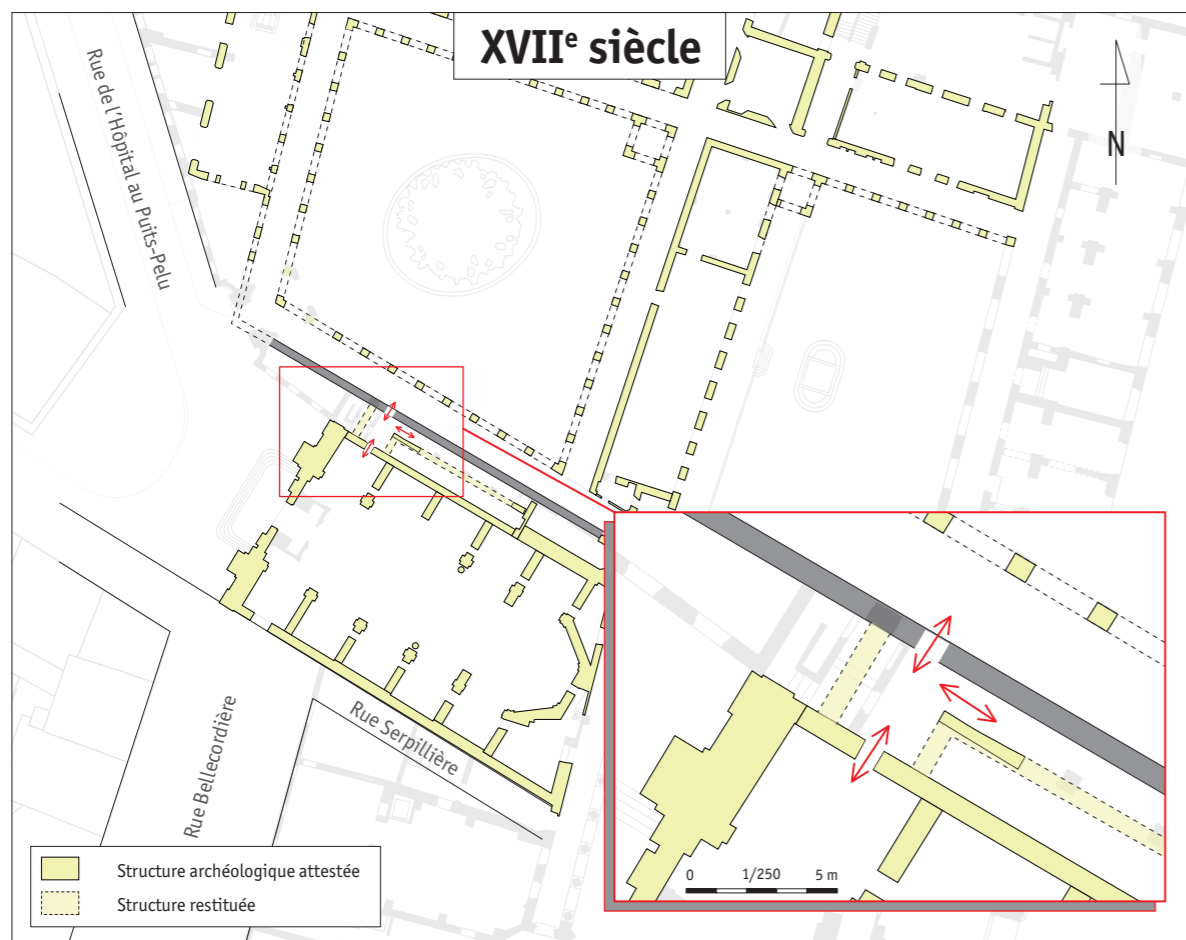 XVIIe siècle
Rue de l'Hôpital au Puits-Pelu
N
Rue Serpillière
Rue Bellecordière
Structure archéologique attestée
Structure restituée
0 1/250 5 m